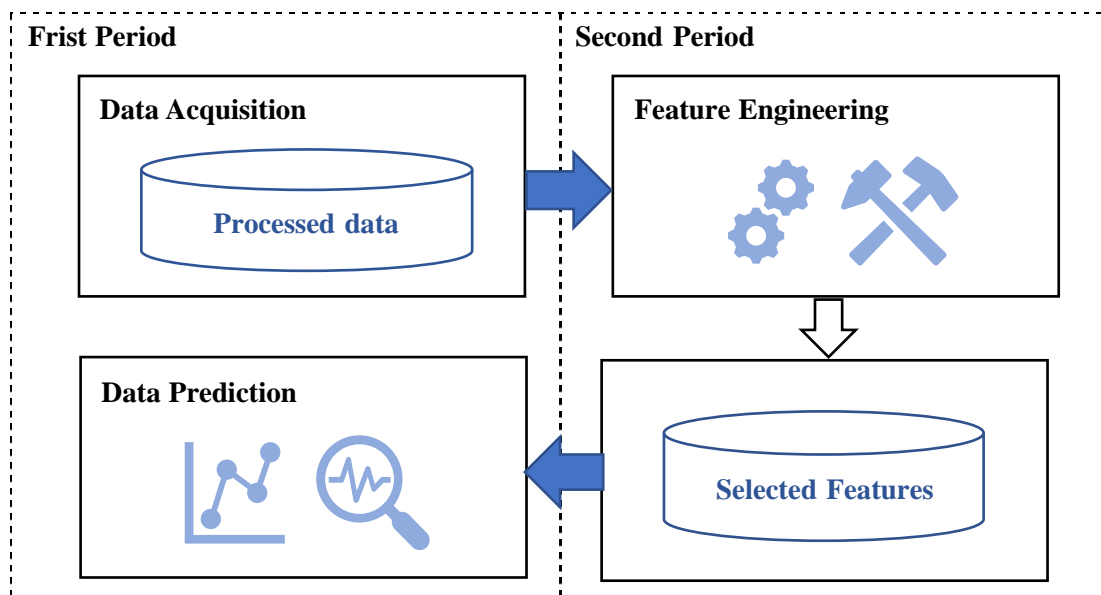 Frist Period
Second Period
Data Acquisition
Processed data
Feature Engineering
Data Prediction
Selected Features